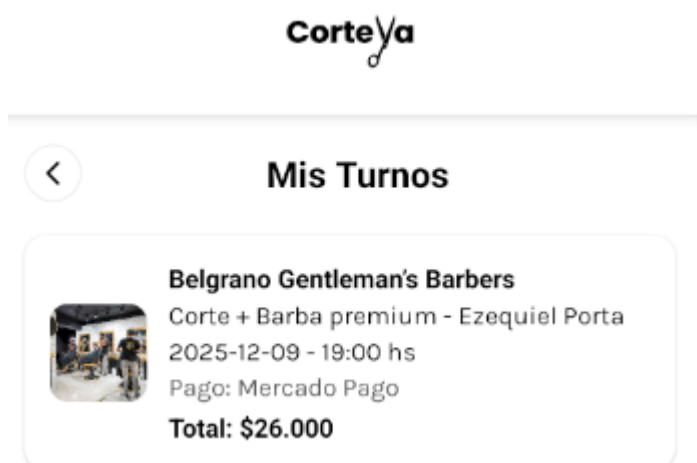 CorteYa
Mis Turnos
Belgrano Gentleman's Barbers
Corte + Barba premium - Ezequiel Porta
2025-12-09 - 19:00 hs
Pago: Mercado Pago
Total: $26.000